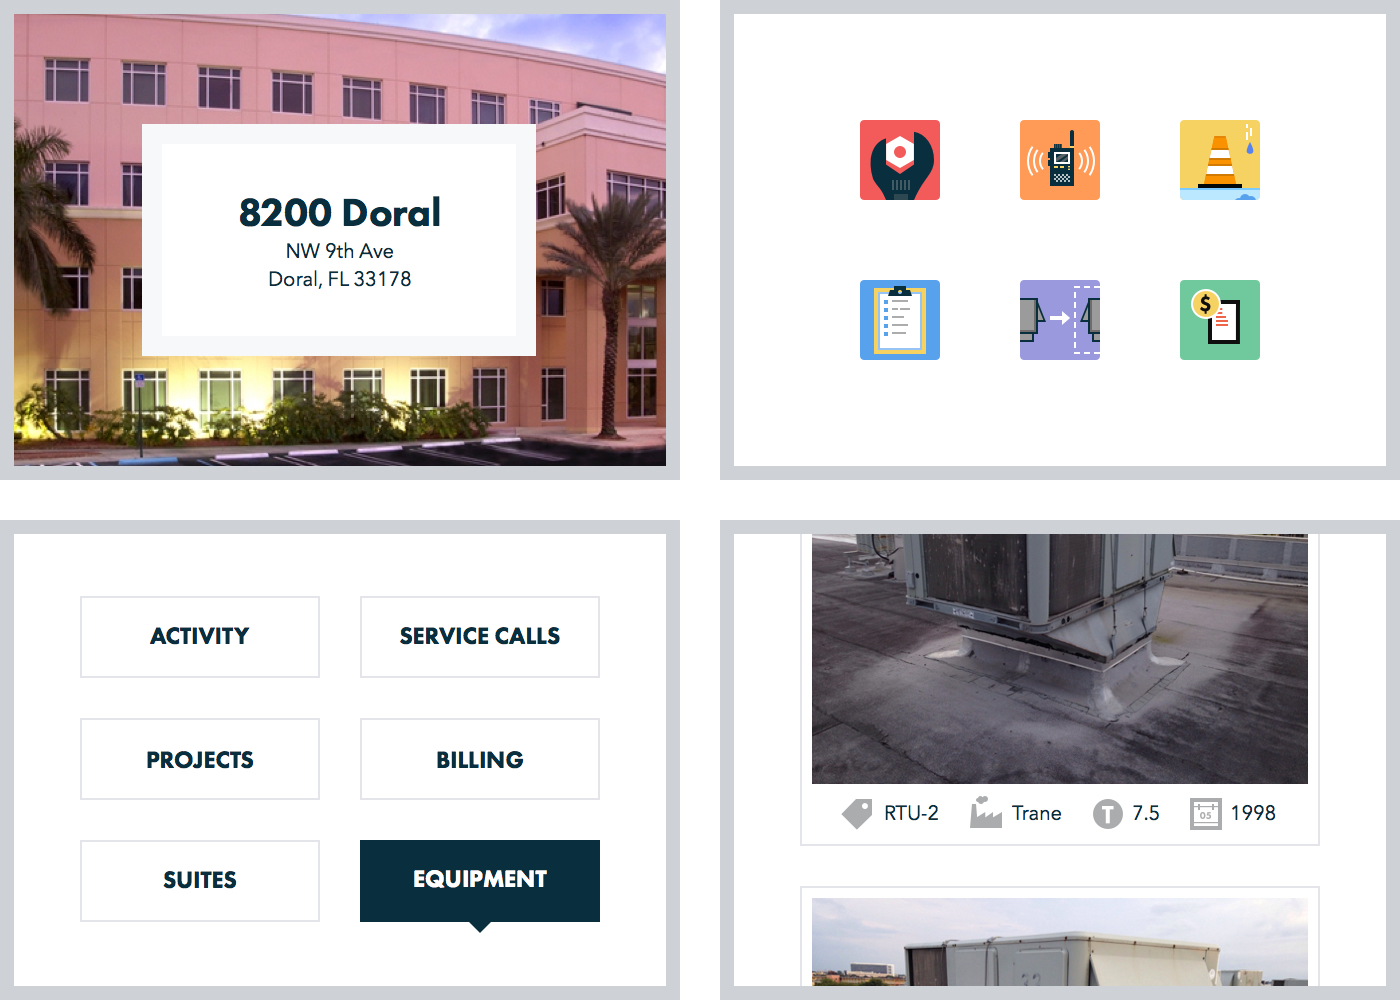 8200 Doral
NW 9th Ave
Doral, FL 33178
$
ACTIVITY
SERVICE CALLS
PROJECTS
BILLING
SUITES
EQUIPMENT
RTU-2
Trane
T
7.5
05
1998